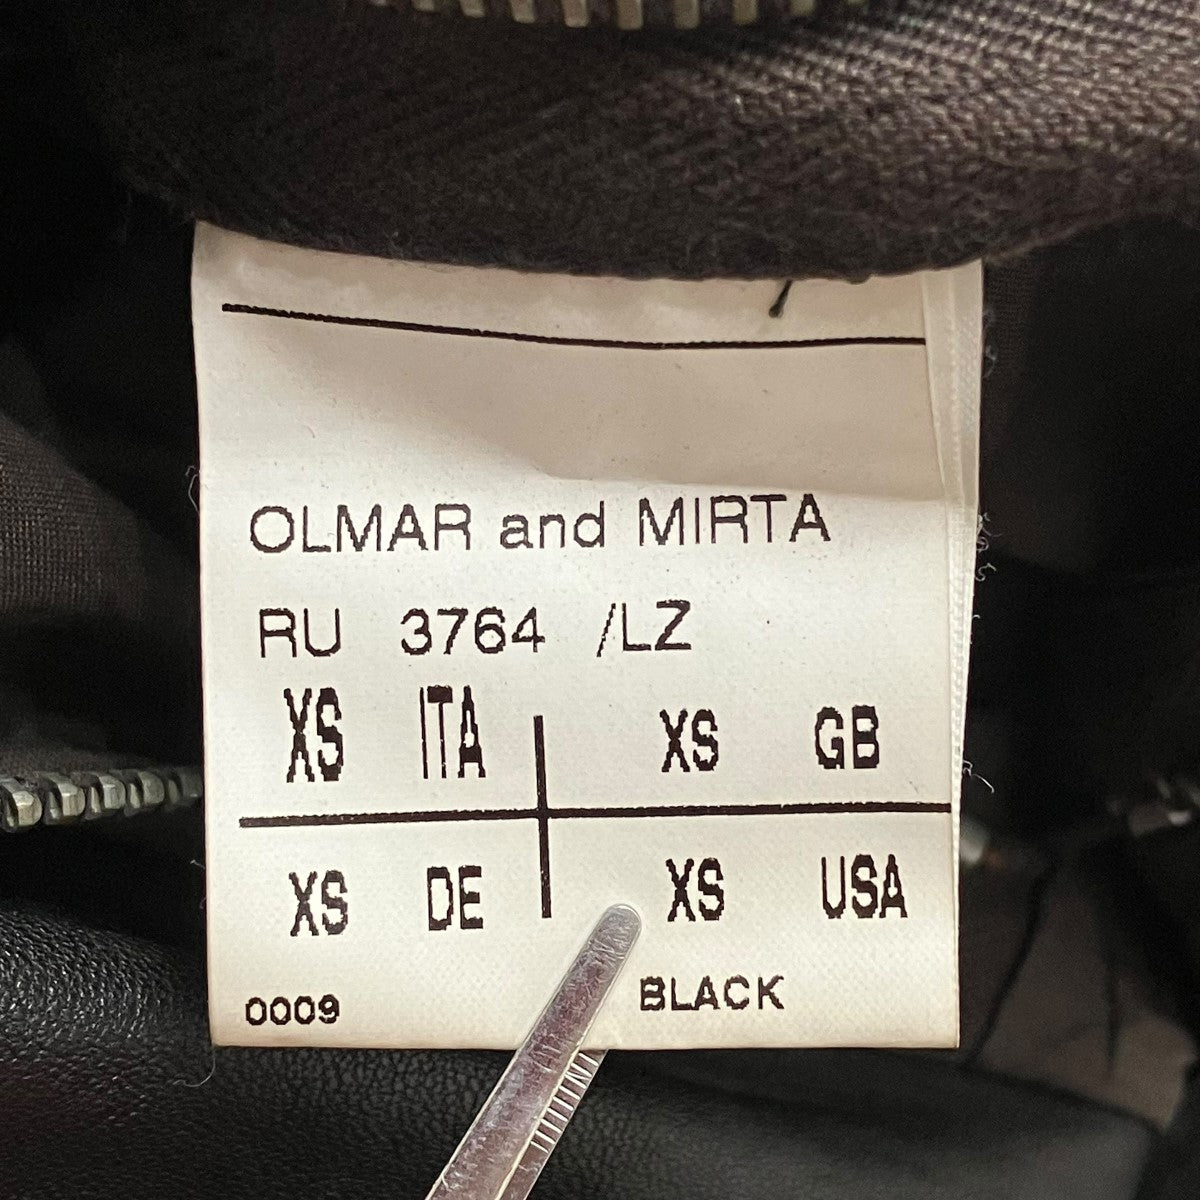 OLMAR and MIRTA
RU 3764 /LZ
XS ITA XS GB
XS DE XS USA
0009 BLACK